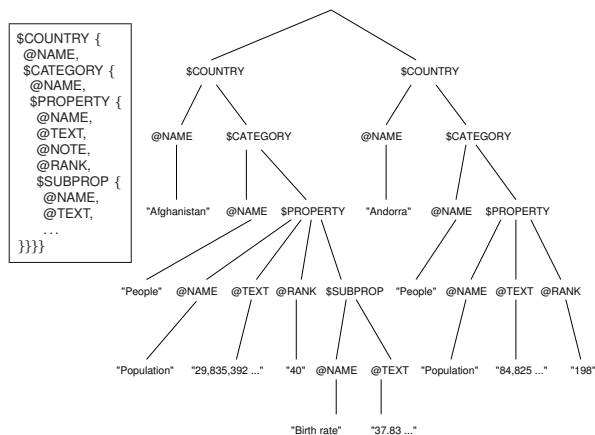 $COUNTRY {
@NAME,
$CATEGORY {
@NAME,
$PROPERTY {
@NAME,
@TEXT,
@NOTE,
@RANK,
$SUBPROP {
@NAME,
@TEXT,
...
}}}}
$COUNTRY $COUNTRY
@NAME $CATEGORY @NAME $CATEGORY
"Afghanistan" @NAME $PROPERTY "Andorra" @NAME $PROPERTY
"People" @NAME @TEXT @RANK $SUBPROP "People" @NAME @TEXT @RANK
"Population" "29,835,392 ..." "40" @NAME @TEXT "Population" "84,825 ..." "198"
"Birth rate" "37.83 ..."